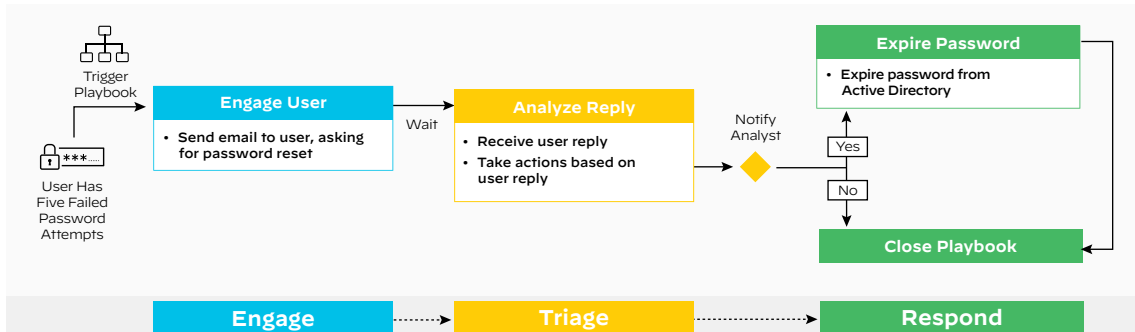 Trigger
Playbook
***.....
User Has
Five Failed
Password
Attempts
Engage User
• Send email to user, asking
for password reset
Wait
Analyze Reply
• Receive user reply
• Take actions based on
user reply
Notify
Analyst
Yes
No
Expire Password
• Expire password from
Active Directory
Close Playbook
Engage
Triage
Respond